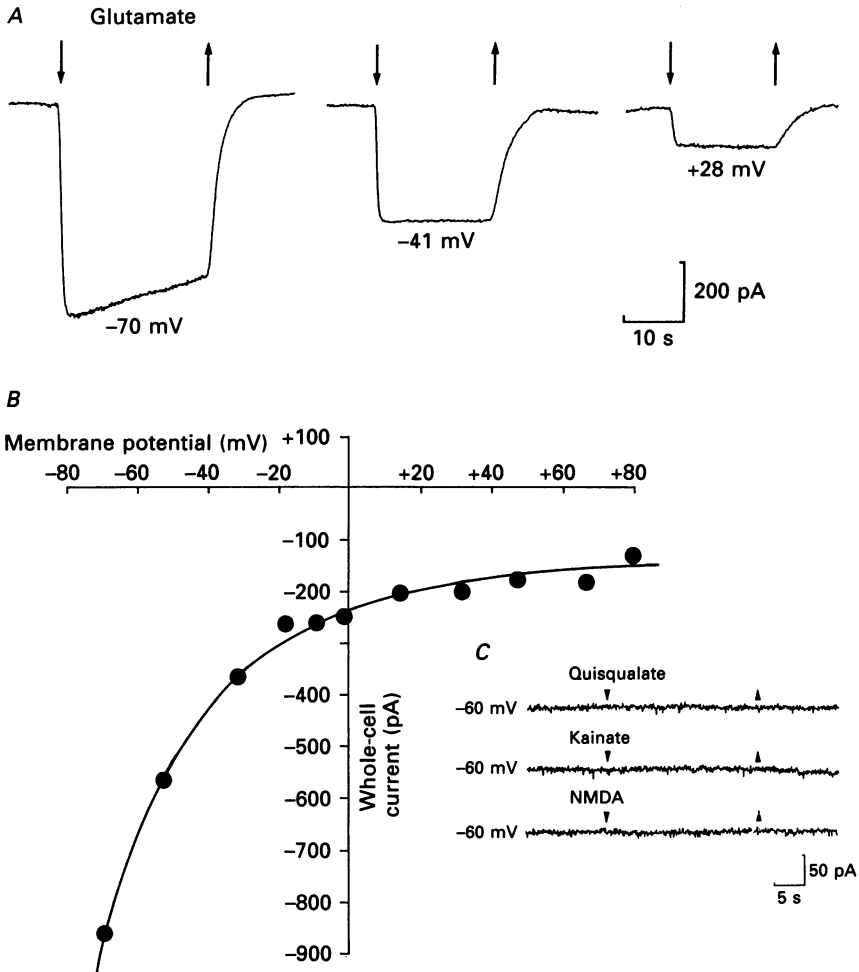 A
Glutamate
−70 mV
−41 mV
+28 mV
200 pA
10 s
B
Membrane potential (mV)
+100
−80 −60 −40 −20 +20 +40 +60 +80
−100
−200
−400
−500
−600
−700
−800
−900
Whole-cell
current (pA)
C
Quisqualate
−60 mV
Kainate
−60 mV
NMDA
−60 mV
50 pA
5 s